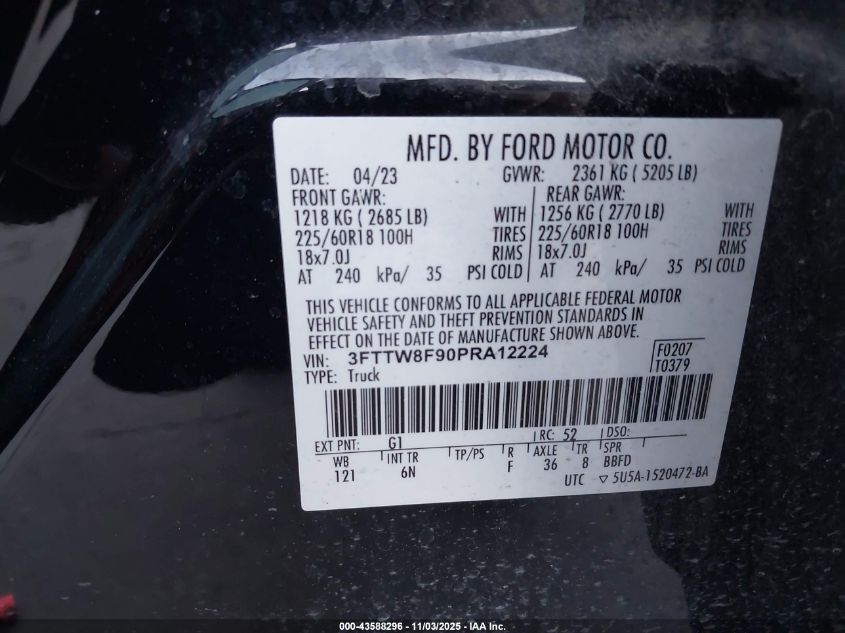 MFD. BY FORD MOTOR CO.
DATE: 04/23 GVWR: 2361 KG ( 5205 LB)
FRONT GAWR: REAR GAWR:
1218 KG ( 2685 LB) WITH 1256 KG ( 2770 LB) WITH
225/60R18 100H TIRES 225/60R18 100H TIRES
18x7.0J RIMS 18x7.0J RIMS
AT 240 kPa/ 35 PSI COLD AT 240 kPa/ 35 PSI COLD
THIS VEHICLE CONFORMS TO ALL APPLICABLE FEDERAL MOTOR
VEHICLE SAFETY AND THEFT PREVENTION STANDARDS IN
EFFECT ON THE DATE OF MANUFACTURE SHOWN ABOVE.
VIN: 3FTTW8F90PRA12224 F0207
TYPE: Truck T0379
EXT PNT: G1 RC: 52 DSO:
WB INT TR TP/PS R AXLE TR SPR
121 6N F 36 8 BBFD
UTC ▽ 5U5A-1520472-BA
000-43588296 - 11/03/2025 - IAA Inc.